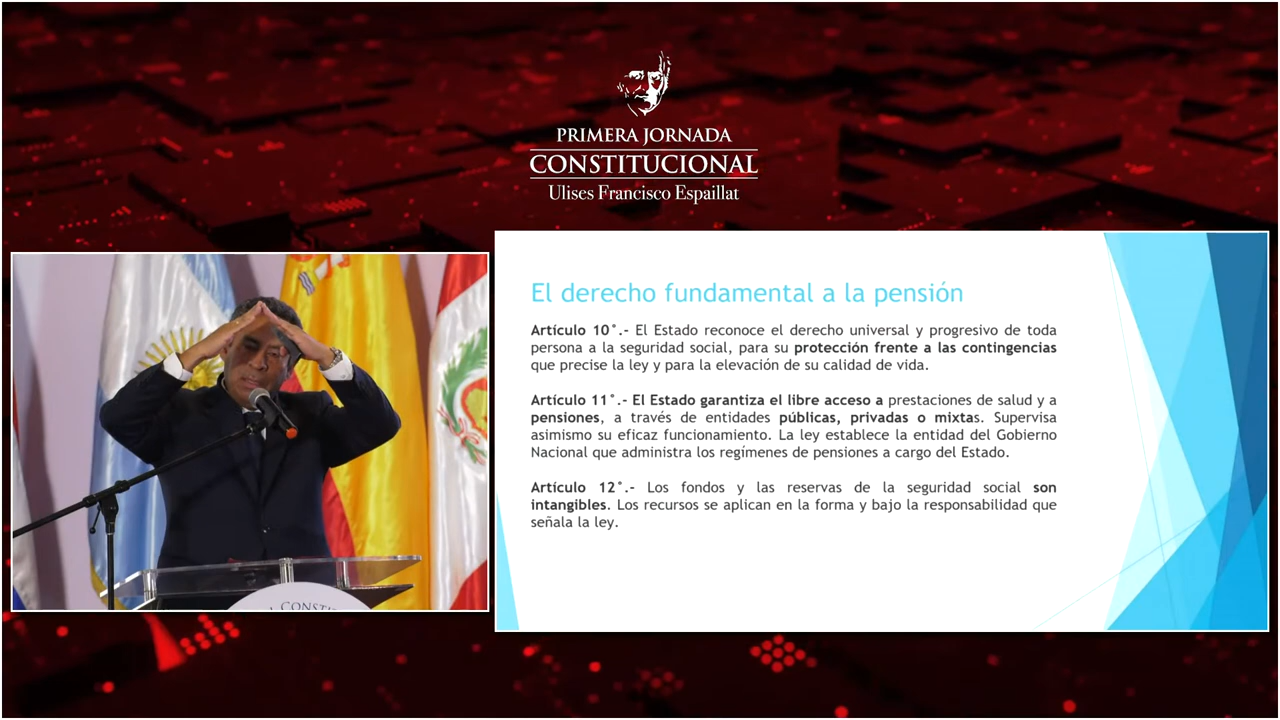 PRIMERA JORNADA
CONSTITUCIONAL
Ulises Francisco Espaillat
El derecho fundamental a la pensión
Artículo 10°.- El Estado reconoce el derecho universal y progresivo de toda
persona a la seguridad social, para su protección frente a las contingencias
que precise la ley y para la elevación de su calidad de vida.
Artículo 11°.- El Estado garantiza el libre acceso a prestaciones de salud y a
pensiones, a través de entidades públicas, privadas o mixtas. Supervisa
asimismo su eficaz funcionamiento. La ley establece la entidad del Gobierno
Nacional que administra los regímenes de pensiones a cargo del Estado.
Artículo 12°.- Los fondos y las reservas de la seguridad social son
intangibles. Los recursos se aplican en la forma y bajo la responsabilidad que
señala la ley.